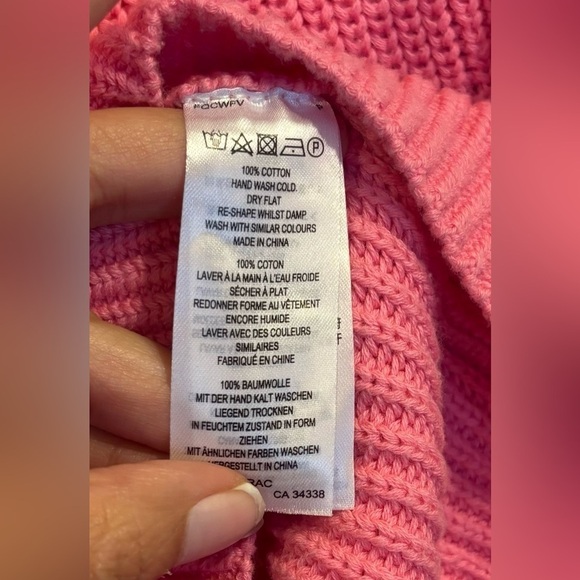 100% COTTON
HAND WASH COLD.
DRY FLAT
RE-SHAPE WHILST DAMP
WASH WITH SIMILAR COLOURS
MADE IN CHINA
100% COTON
LAVER À LA MAIN À L'EAU FROIDE
SÉCHER À PLAT
REDONNER FORME AU VÊTEMENT
ENCORE HUMIDE
LAVER AVEC DES COULEURS
SIMILAIRES
FABRIQUÉ EN CHINE
100% BAUMWOLLE
MIT DER HAND KALT WASCHEN
LIEGEND TROCKNEN
IN FEUCHTEM ZUSTAND IN FORM
ZIEHEN
MIT ÄHNLICHEN FARBEN WASCHEN
IN CHINA
CA 34338